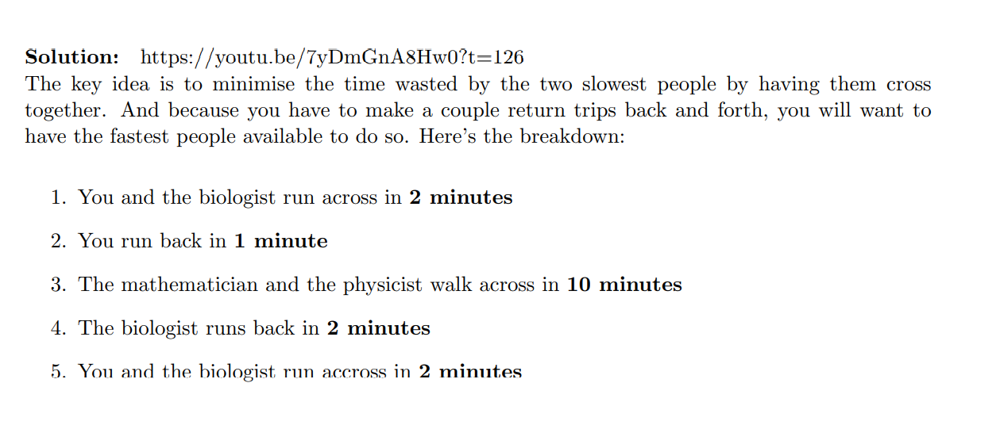 Solution: https://youtu.be/7yDmGnA8Hw0?t=126
The key idea is to minimise the time wasted by the two slowest people by having them cross
together. And because you have to make a couple return trips back and forth, you will want to
have the fastest people available to do so. Here's the breakdown:
1. You and the biologist run across in 2 minutes
2. You run back in 1 minute
3. The mathematician and the physicist walk across in 10 minutes
4. The biologist runs back in 2 minutes
5. You and the biologist run accross in 2 minutes